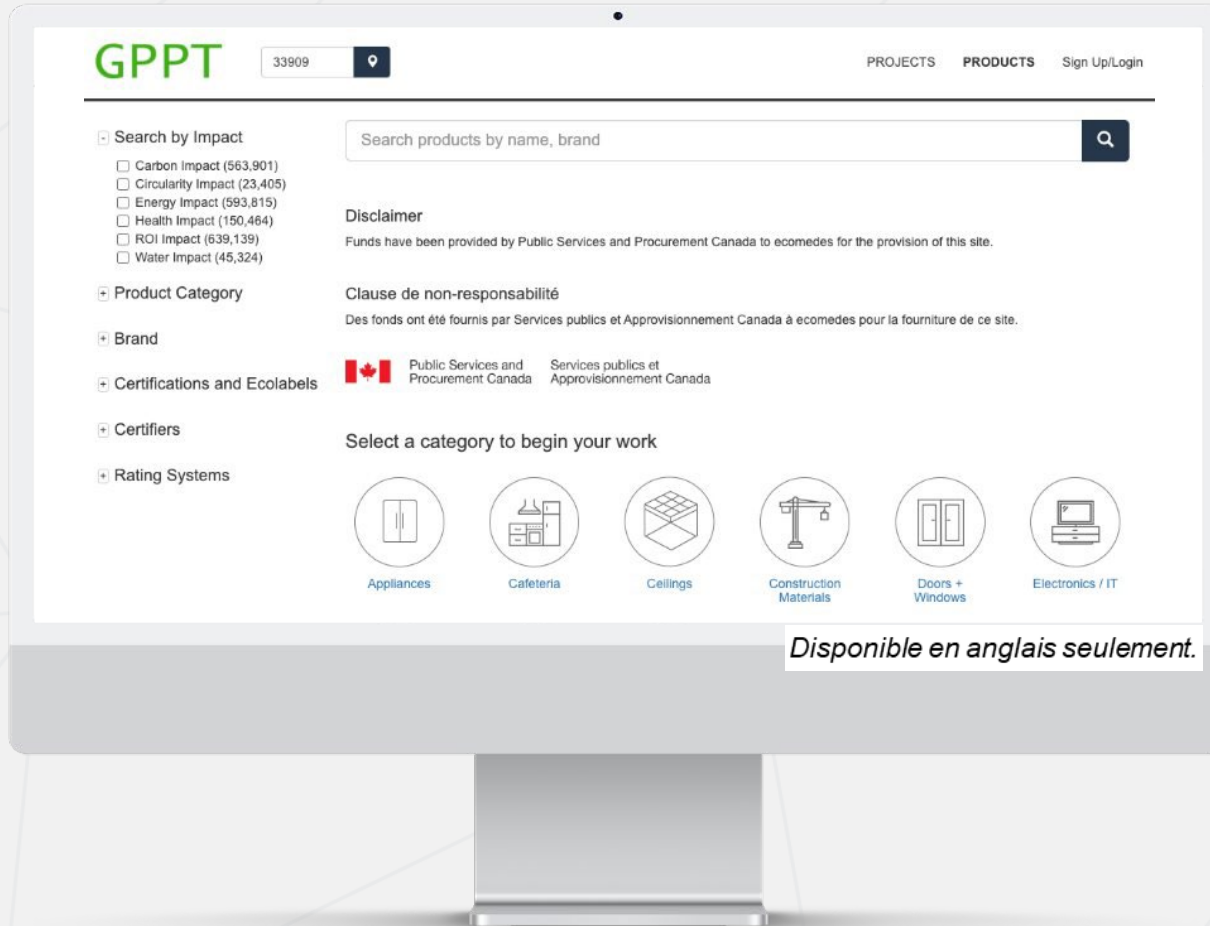 GPPT
33909
PROJECTS PRODUCTS Sign Up/Login
Search by Impact
Carbon Impact (563,901)
Circularity Impact (23,405)
Energy Impact (593,815)
Health Impact (150,464)
ROI Impact (639,139)
Water Impact (45,324)
Product Category
Brand
Certifications and Ecolabels
Certifiers
Rating Systems
Search products by name, brand
Disclaimer
Funds have been provided by Public Services and Procurement Canada to ecomedes for the provision of this site.
Clause de non-responsabilité
Des fonds ont été fournis par Services publics et Approvisionnement Canada à ecomedes pour la fourniture de ce site.
Public Services and
Procurement Canada
Services publics et
Approvisionnement Canada
Select a category to begin your work
Appliances
Cafeteria
Ceilings
Construction
Materials
Doors +
Windows
Electronics / IT
Disponible en anglais seulement.